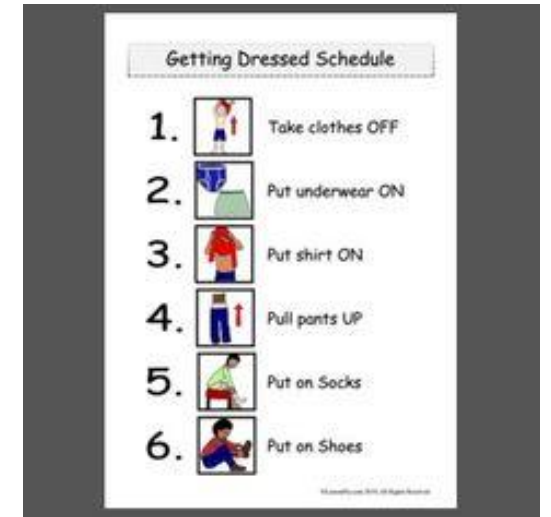 Getting Dressed Schedule
1. Take clothes OFF
2. Put underwear ON
3. Put shirt ON
4. Pull pants UP
5. Put on Socks
6. Put on Shoes